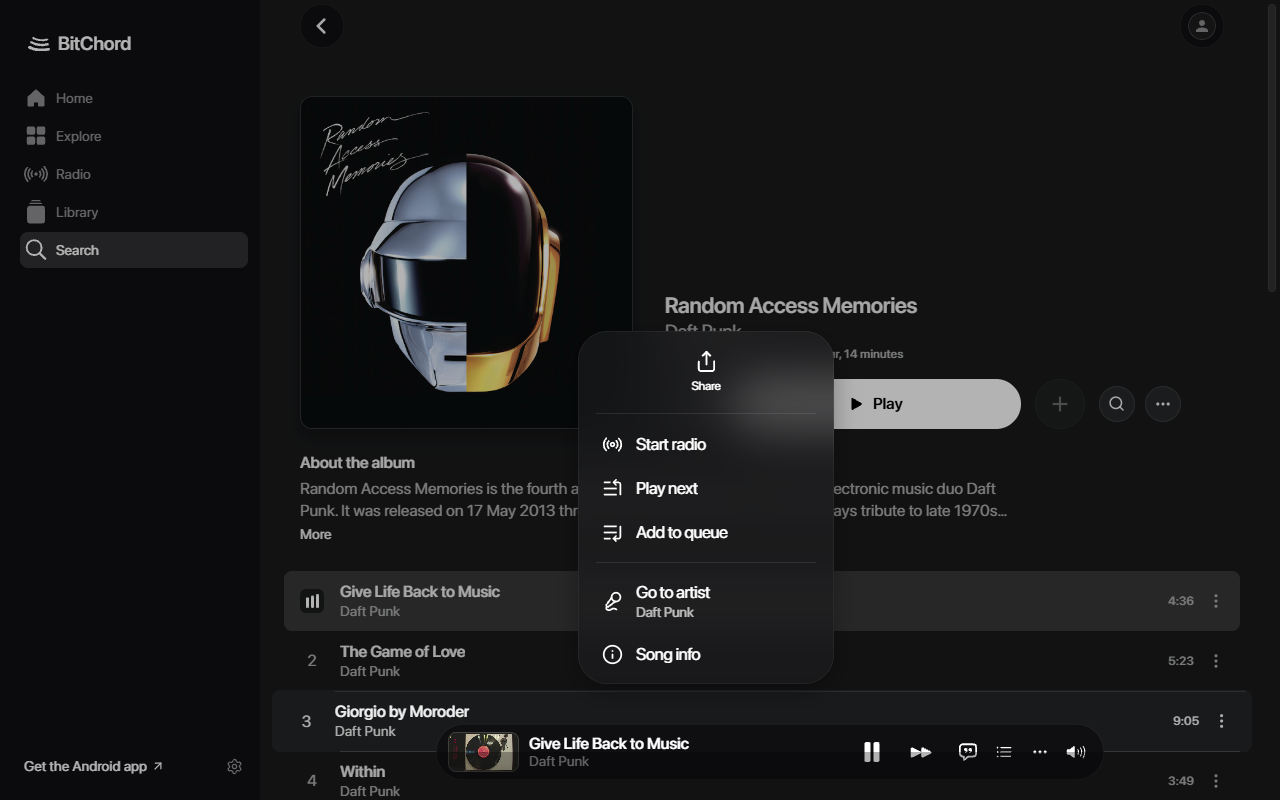 BitChord
Home
Explore
Radio
Library
Search
Get the Android app
Random
Access
Memories
Random Access Memories
Daft Punk
14 minutes
Play
About the album
Random Access Memories is the fourth
Daft
Punk. It was released on 17 May 2013
tribute to late 1970s...
More
Share
Start radio
Play next
Add to queue
Go to artist
Daft Punk
Song info
Give Life Back to Music
Daft Punk
4:36
2
The Game of Love
Daft Punk
5:23
3
Giorgio by Moroder
Daft Punk
9:05
4
Within
Daft Punk
3:49
Give Life Back to Music
Daft Punk